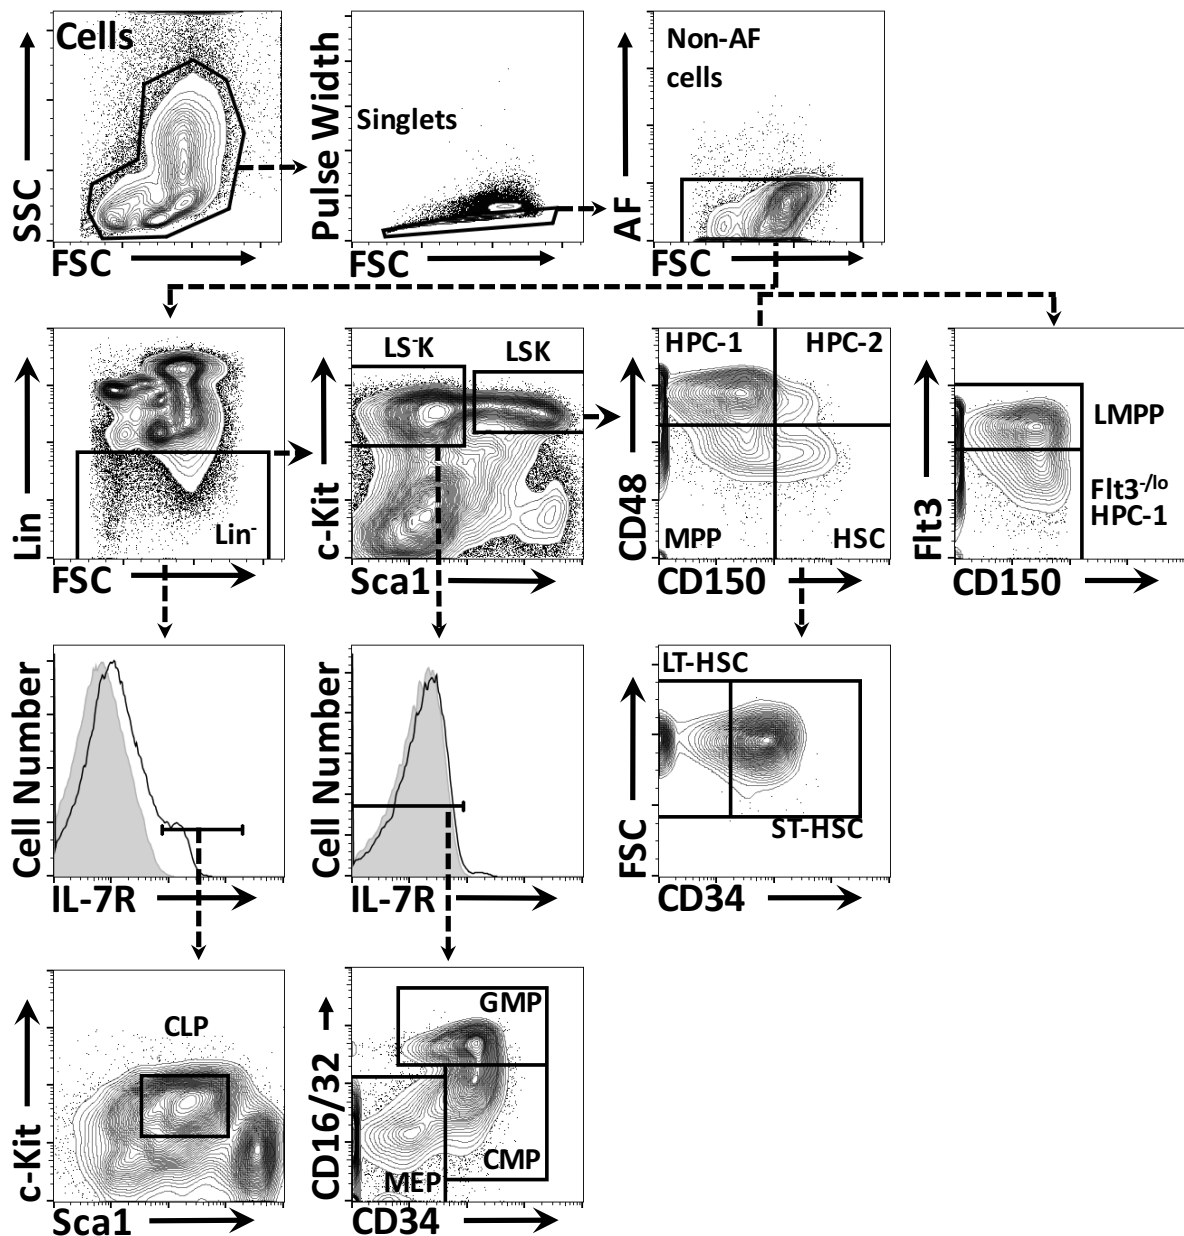 SSC
Cells
FSC
Pulse Width
Singlets
FSC
AF
Non-AF
cells
FSC
Lin
Lin⁻
FSC
c-Kit
LS⁻K
LSK
Sca1
CD48
HPC-1
HPC-2
MPP
HSC
CD150
Flt3
LMPP
Flt3⁻/ˡᵒ
HPC-1
CD150
Cell Number
IL-7R
Cell Number
IL-7R
FSC
LT-HSC
ST-HSC
CD34
c-Kit
CLP
Sca1
CD16/32
GMP
CMP
MEP
CD34